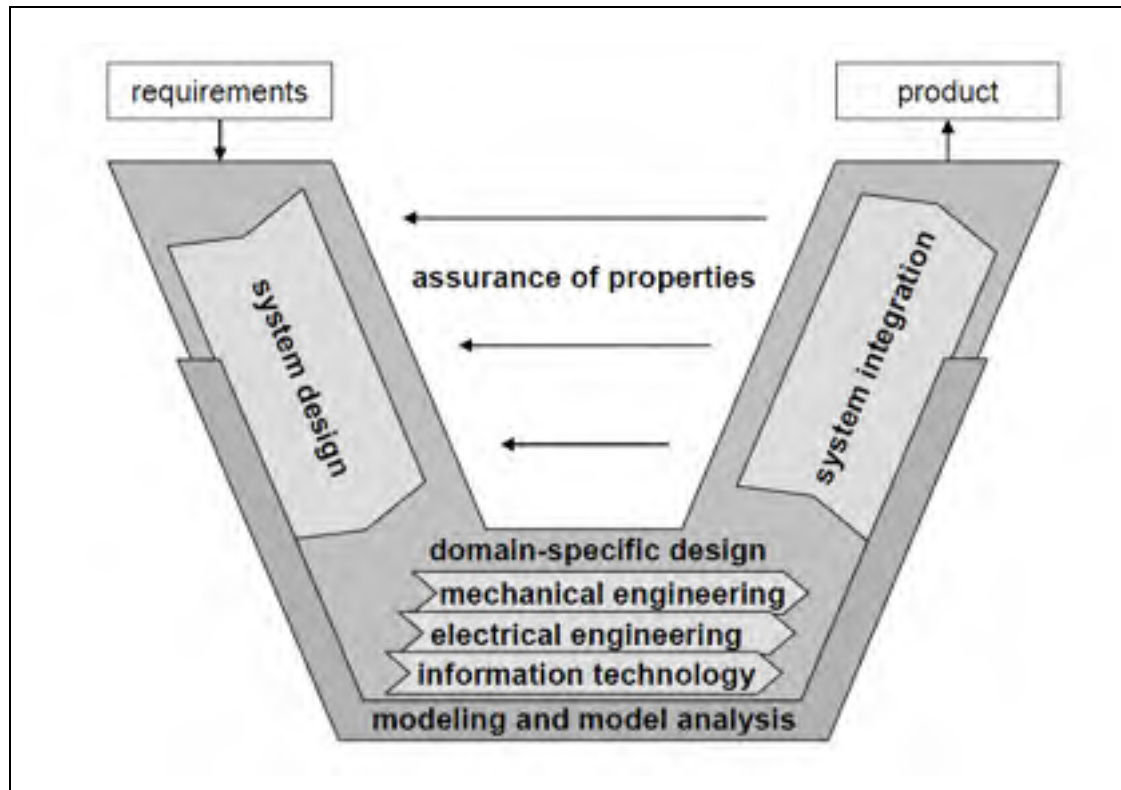 requirements
product
assurance of properties
system design
system integration
domain-specific design
mechanical engineering
electrical engineering
information technology
modeling and model analysis